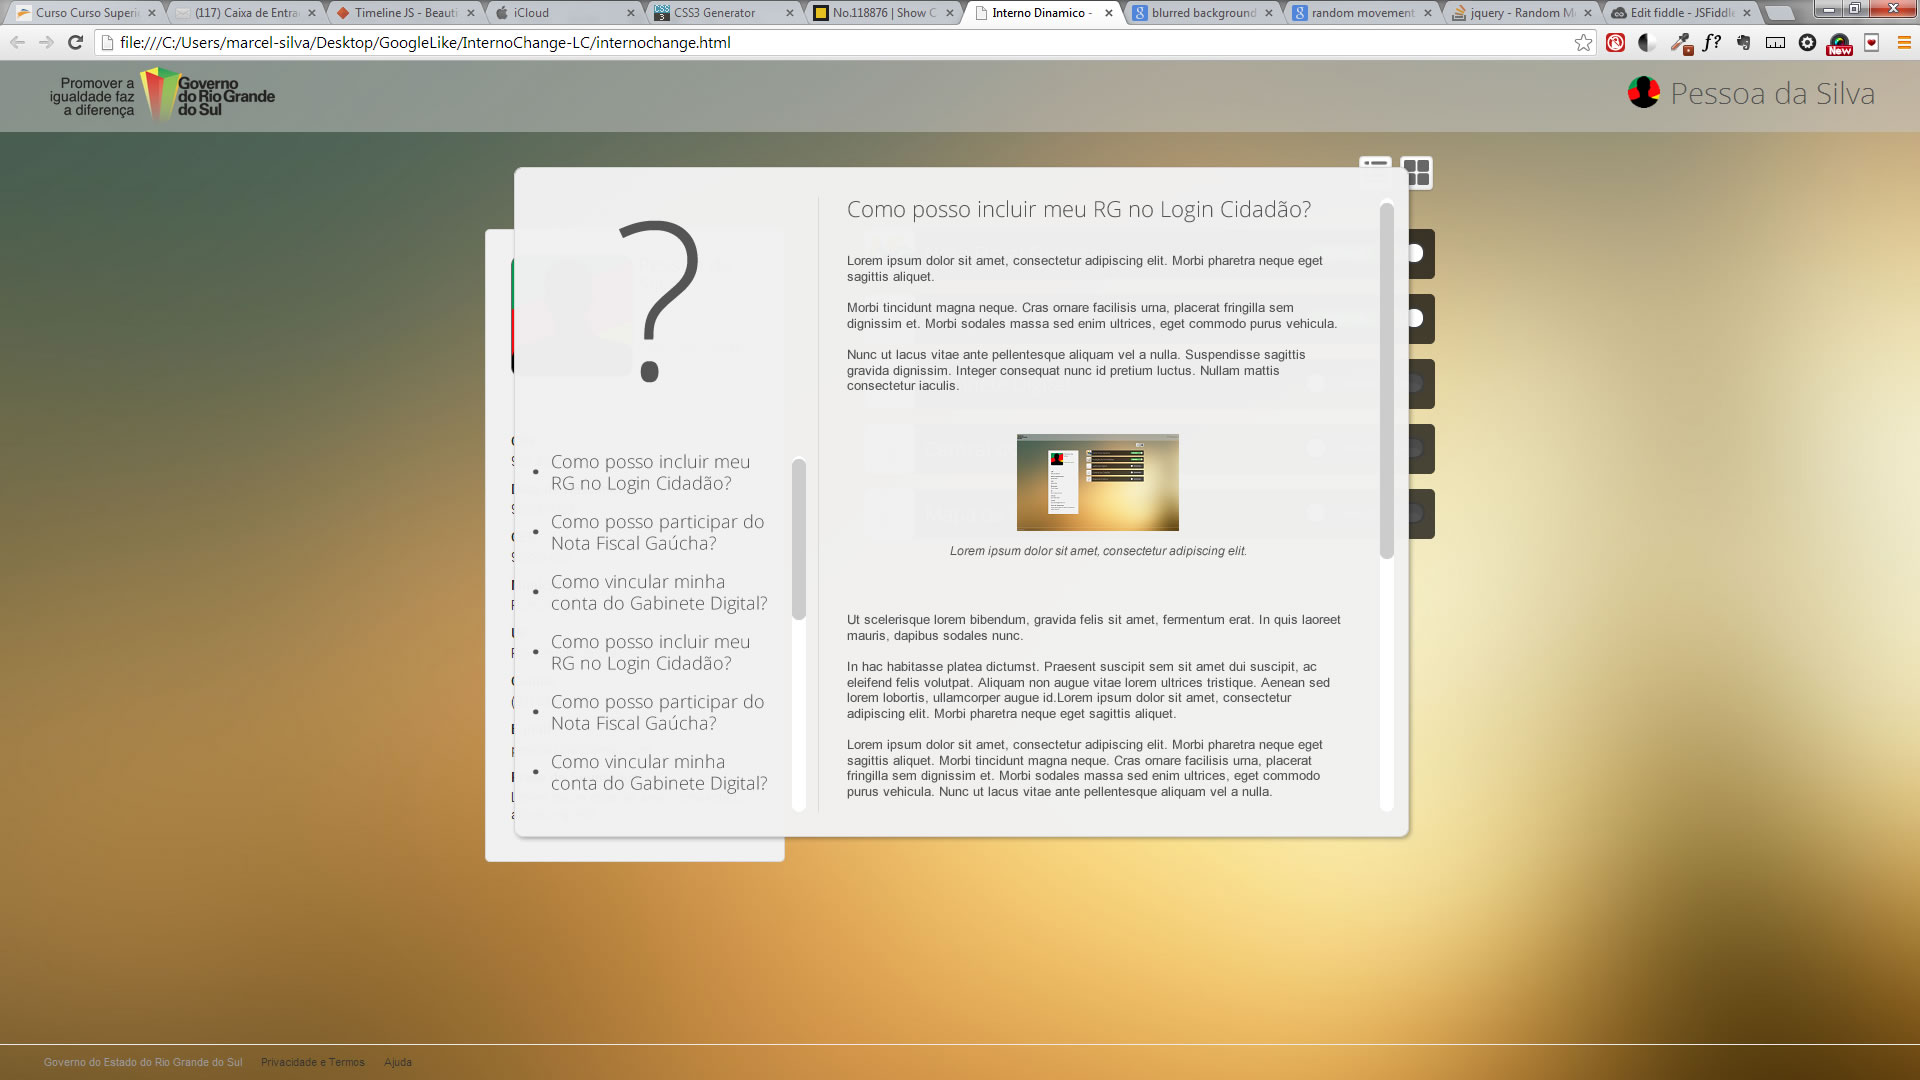 Curso Curso Superi
(117) Caixa de Entra
Timeline JS - Beauti
iCloud
CSS3 Generator
No.118876 | Show C
Interno Dinamico -
blurred background
random movement
jquery - Random M
Edit fiddle - JSFiddle
file:///C:/Users/marcel-silva/Desktop/GoogleLike/InternoChange-LC/internochange.html
f?
New
Promover a
igualdade faz
a diferença
Governo
do Rio Grande
do Sul
Pessoa da Silva
?
Como posso incluir meu
RG no Login Cidadão?
Como posso participar do
Nota Fiscal Gaúcha?
Como vincular minha
conta do Gabinete Digital?
Como posso incluir meu
RG no Login Cidadão?
Como posso participar do
Nota Fiscal Gaúcha?
Como vincular minha
conta do Gabinete Digital?
Como posso incluir meu RG no Login Cidadão?
Lorem ipsum dolor sit amet, consectetur adipiscing elit. Morbi pharetra neque eget
sagittis aliquet.
Morbi tincidunt magna neque. Cras ornare facilisis urna, placerat fringilla sem
dignissim et. Morbi sodales massa sed enim ultrices, eget commodo purus vehicula.
Nunc ut lacus vitae ante pellentesque aliquam vel a nulla. Suspendisse sagittis
gravida dignissim. Integer consequat nunc id pretium luctus. Nullam mattis
consectetur iaculis.
Lorem ipsum dolor sit amet, consectetur adipiscing elit.
Ut scelerisque lorem bibendum, gravida felis sit amet, fermentum erat. In quis laoreet
mauris, dapibus sodales nunc.
In hac habitasse platea dictumst. Praesent suscipit sem sit amet dui suscipit, ac
eleifend felis volutpat. Aliquam non augue vitae lorem ultrices tristique. Aenean sed
lorem lobortis, ullamcorper augue id.Lorem ipsum dolor sit amet, consectetur
adipiscing elit. Morbi pharetra neque eget sagittis aliquet.
Lorem ipsum dolor sit amet, consectetur adipiscing elit. Morbi pharetra neque eget
sagittis aliquet. Morbi tincidunt magna neque. Cras ornare facilisis urna, placerat
fringilla sem dignissim et. Morbi sodales massa sed enim ultrices, eget commodo
purus vehicula. Nunc ut lacus vitae ante pellentesque aliquam vel a nulla.
Governo do Estado do Rio Grande do Sul
Privacidade e Termos
Ajuda